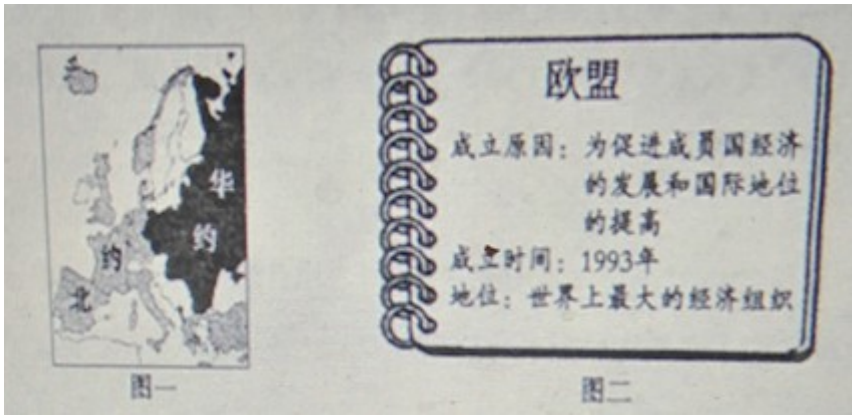 华
约
约
北
图一
欧盟
成立原因：为促进成员国经济
的发展和国际地位
的提高
成立时间：1993年
地位：世界上最大的经济组织
图二